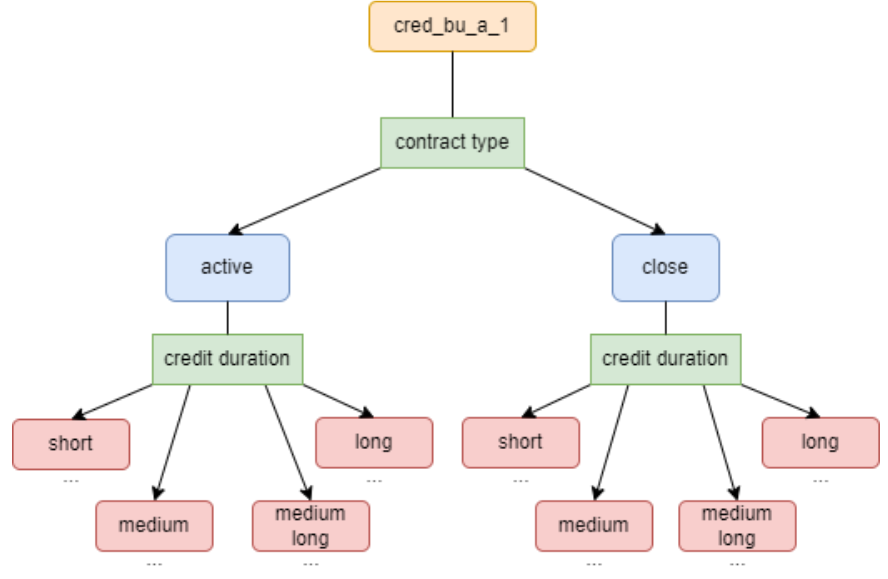 cred_bu_a_1
contract type
active
close
credit duration
credit duration
short
long
short
long
...
...
...
...
medium
medium
long
medium
medium
long
...
...
...
...